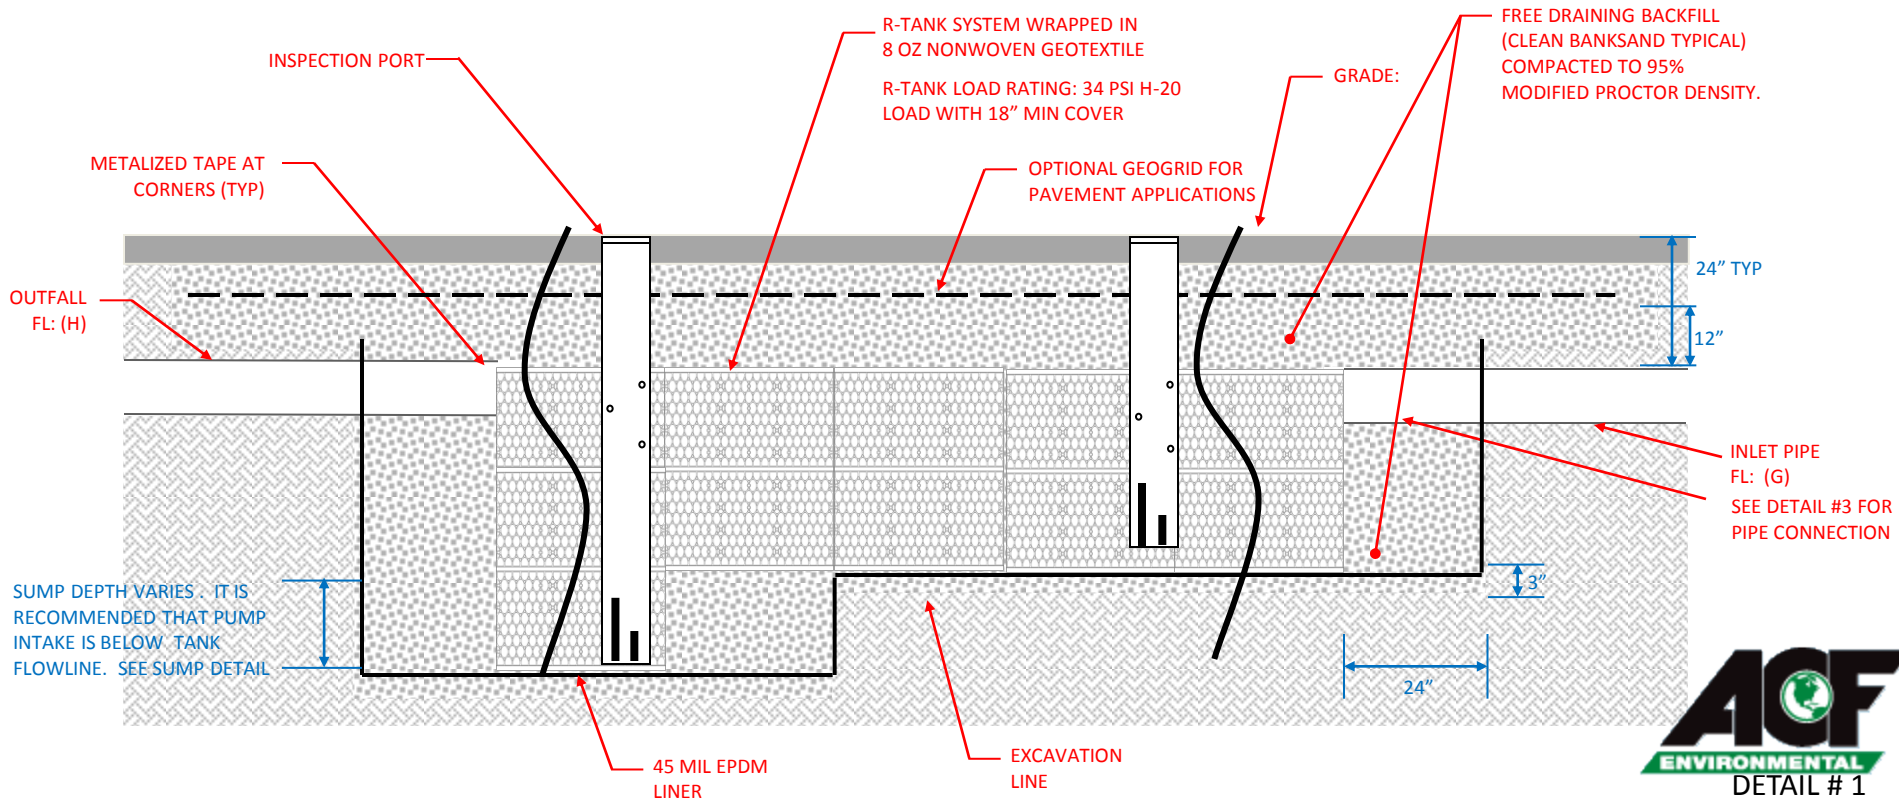 R-TANK SYSTEM WRAPPED IN
8 OZ NONWOVEN GEOTEXTILE
R-TANK LOAD RATING: 34 PSI H-20
LOAD WITH 18” MIN COVER
FREE DRAINING BACKFILL
(CLEAN BANKSAND TYPICAL)
COMPACTED TO 95%
MODIFIED PROCTOR DENSITY.
INSPECTION PORT
GRADE:
METALIZED TAPE AT
CORNERS (TYP)
OPTIONAL GEOGRID FOR
PAVEMENT APPLICATIONS
24” TYP
OUTFALL
FL: (H)
12”
INLET PIPE
FL: (G)
SEE DETAIL #3 FOR
PIPE CONNECTION
SUMP DEPTH VARIES . IT IS
RECOMMENDED THAT PUMP
INTAKE IS BELOW TANK
FLOWLINE. SEE SUMP DETAIL
3”
24”
45 MIL EPDM
LINER
EXCAVATION
LINE
ACF
ENVIRONMENTAL
DETAIL # 1